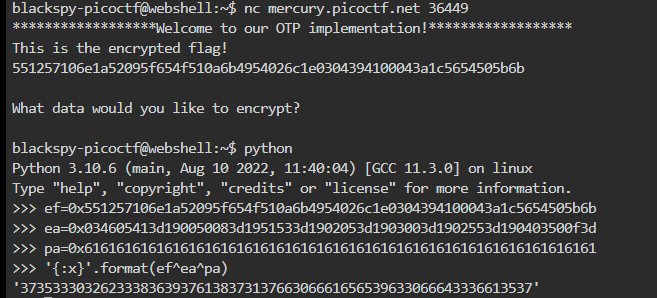 blackspy-picoctf@webshell:~$ nc mercury.picoctf.net 36449
******************Welcome to our OTP implementation!******************
This is the encrypted flag!
551257106e1a52095f654f510a6b4954026c1e0304394100043a1c5654505b6b
What data would you like to encrypt?
blackspy-picoctf@webshell:~$ python
Python 3.10.6 (main, Aug 10 2022, 11:40:04) [GCC 11.3.0] on linux
Type "help", "copyright", "credits" or "license" for more information.
>>> ef=0x551257106e1a52095f654f510a6b4954026c1e0304394100043a1c5654505b6b
>>> ea=0x034605413d190050083d1951533d1902053d1903003d1902553d190403500f3d
>>> pa=0x6161616161616161616161616161616161616161616161616161616161616161
>>> '{:x}'.format(ef^ea^pa)
'3735333032623338363937613837313766306661656539633066643336613537'